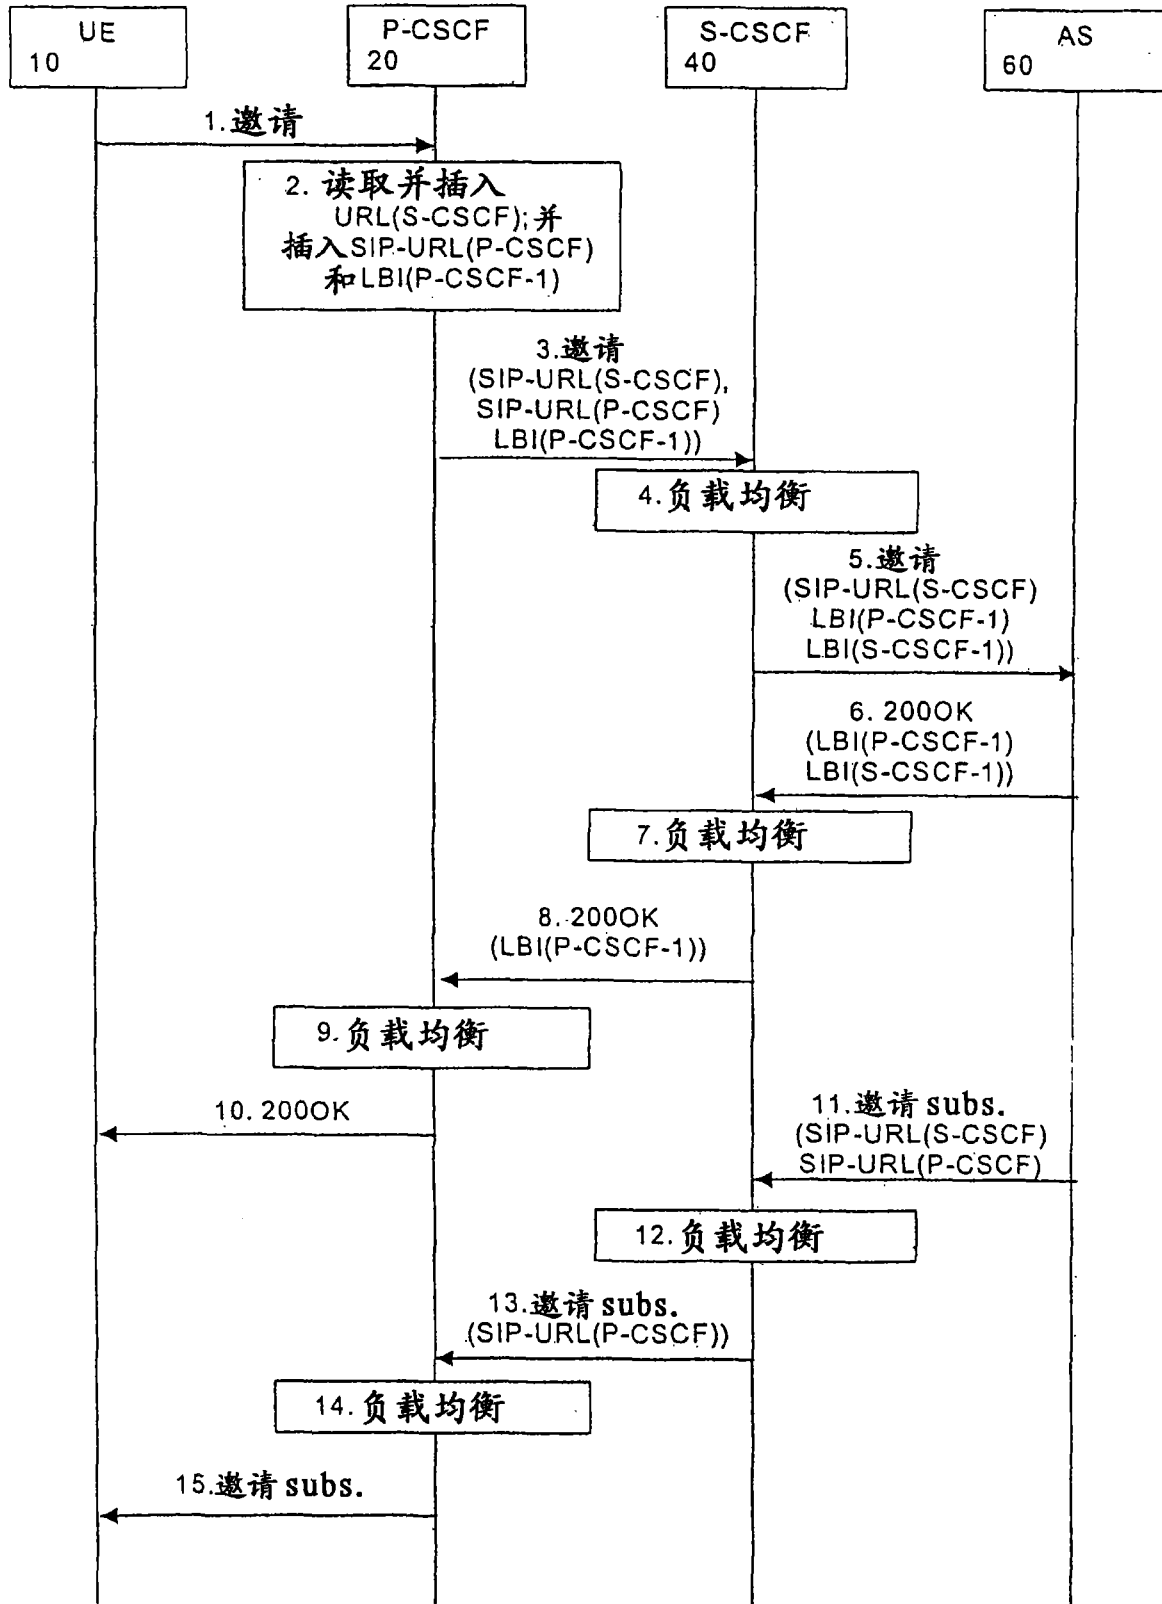 UE
10
P-CSCF
20
S-CSCF
40
AS
60
1.邀请
2. 读取并插入
URL(S-CSCF);并
插入SIP-URL(P-CSCF)
和LBI(P-CSCF-1)
3.邀请
(SIP-URL(S-CSCF),
SIP-URL(P-CSCF)
LBI(P-CSCF-1))
4.负载均衡
5.邀请
(SIP-URL(S-CSCF)
LBI(P-CSCF-1)
LBI(S-CSCF-1))
6. 200OK
(LBI(P-CSCF-1)
LBI(S-CSCF-1))
7.负载均衡
8. 200OK
(LBI(P-CSCF-1))
9.负载均衡
10. 200OK
11.邀请 subs.
(SIP-URL(S-CSCF)
SIP-URL(P-CSCF)
12.负载均衡
13.邀请 subs.
(SIP-URL(P-CSCF))
14.负载均衡
15.邀请 subs.